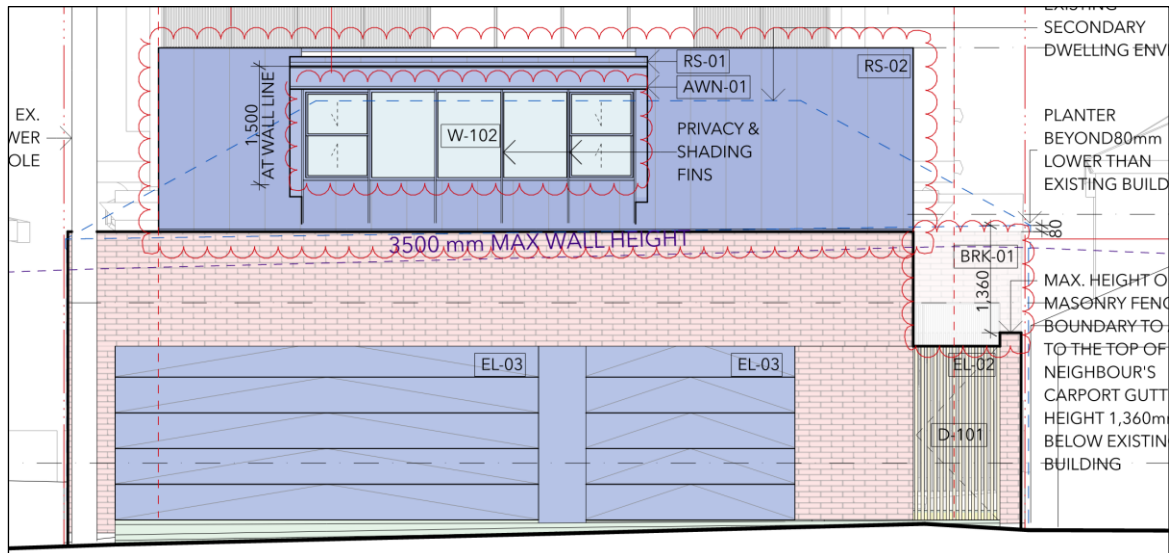 EXISTING
SECONDARY
DWELLING ENV
RS-01
RS-02
AWN-01
EX.
WER
OLE
1,500
AT WALL LINE
W-102
PRIVACY &
SHADING
FINS
PLANTER
BEYOND80mm
LOWER THAN
EXISTING BUILD
80
3500 mm MAX WALL HEIGHT
BRK-01
1,360
MAX. HEIGHT O
MASONRY FENC
BOUNDARY TO
TO THE TOP OF
NEIGHBOUR'S
CARPORT GUTT
HEIGHT 1,360mm
BELOW EXISTING
BUILDING
EL-03
EL-03
EL-02
D-101